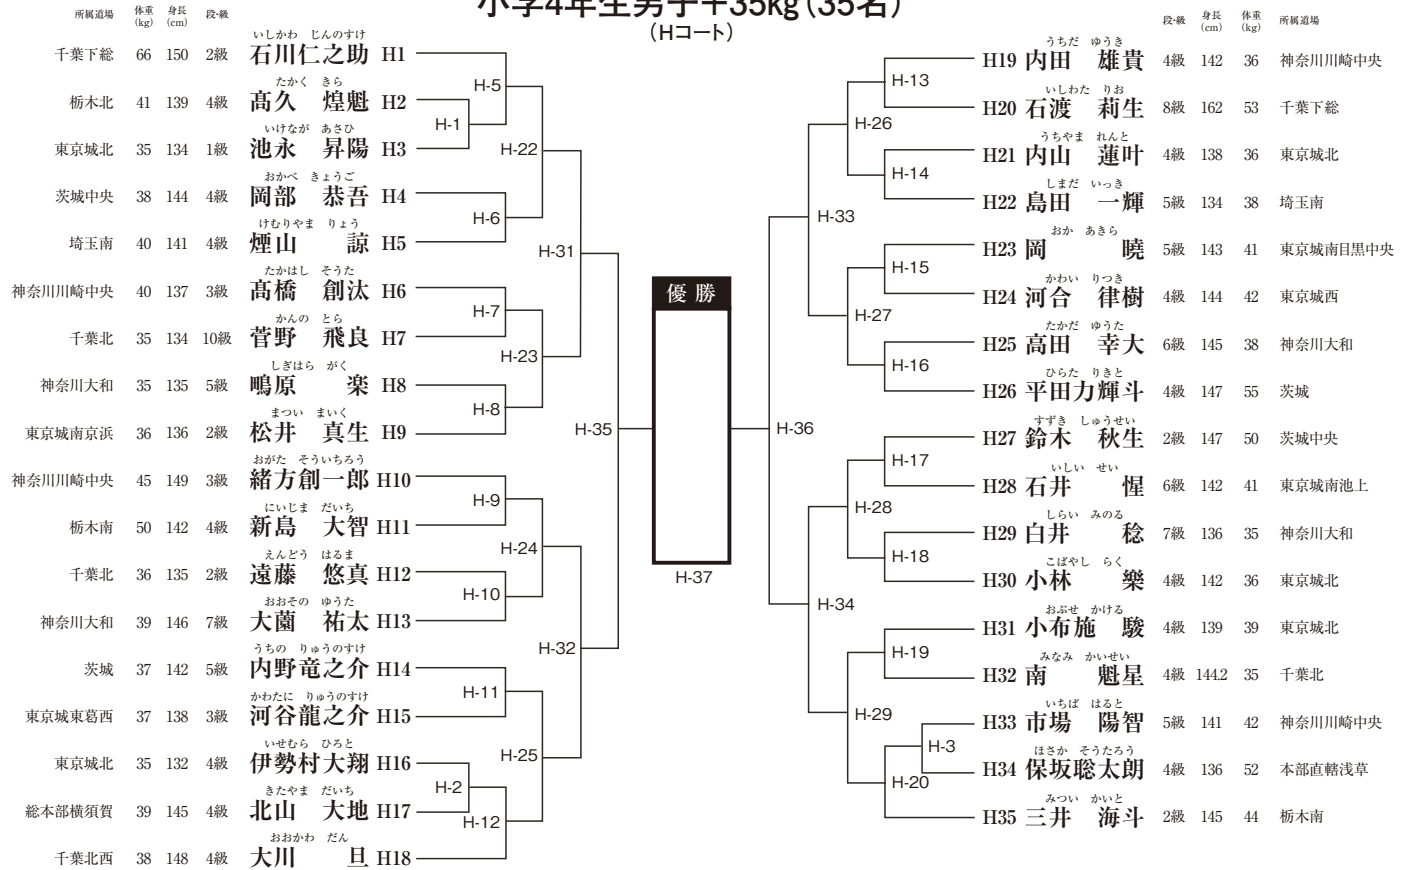 小学4年生男子+35kg(35名)
(Hコート)
所属道場 体重(kg) 身長(cm) 段・級
いしかわ じんのすけ
千葉下総 66 150 2級 石川仁之助 H1
たかく きら
栃木北 41 139 4級 髙久 煌魁 H2
いけなが あさひ
東京城北 35 134 1級 池永 昇陽 H3
おかべ きょうご
茨城中央 38 144 4級 岡部 恭吾 H4
けむりやま りょう
埼玉南 40 141 4級 煙山 諒 H5
たかはし そうた
神奈川川崎中央 40 137 3級 髙橋 創汰 H6
かんの とら
千葉北 35 134 10級 菅野 飛良 H7
しぎはら がく
神奈川大和 35 135 5級 鴫原 楽 H8
まつい まいく
東京城南京浜 36 136 2級 松井 真生 H9
おがた そういちろう
神奈川川崎中央 45 149 3級 緒方創一郎 H10
にいじま だいち
栃木南 50 142 4級 新島 大智 H11
えんどう はるま
千葉北 36 135 2級 遠藤 悠真 H12
おおその ゆうた
神奈川大和 39 146 7級 大薗 祐太 H13
うちの りゅうのすけ
茨城 37 142 5級 内野竜之介 H14
かわたに りゅうのすけ
東京城東葛西 37 138 3級 河谷龍之介 H15
いせむら ひろと
東京城北 35 132 4級 伊勢村大翔 H16
きたやま だいち
総本部横須賀 39 145 4級 北山 大地 H17
おおかわ だん
千葉北西 38 148 4級 大川 旦 H18
H-1
H-2
H-5
H-6
H-7
H-8
H-9
H-10
H-11
H-12
H-22
H-23
H-24
H-25
H-31
H-32
H-35
優勝
H-37
H-36
H-33
H-34
H-26
H-27
H-28
H-29
H-13
H-14
H-15
H-16
H-17
H-18
H-19
H-20
H-3
段・級 身長(cm) 体重(kg) 所属道場
うちだ ゆうき
H19 内田 雄貴 4級 142 36 神奈川川崎中央
いしわた りお
H20 石渡 莉生 8級 162 53 千葉下総
うちやま れんと
H21 内山 蓮叶 4級 138 36 東京城北
しまだ いっき
H22 島田 一輝 5級 134 38 埼玉南
おか あきら
H23 岡 曉 5級 143 41 東京城南目黒中央
かわい りつき
H24 河合 律樹 4級 144 42 東京城西
たかだ ゆうた
H25 高田 幸大 6級 145 38 神奈川大和
ひらた りきと
H26 平田力輝斗 4級 147 55 茨城
すずき しゅうせい
H27 鈴木 秋生 2級 147 50 茨城中央
いしい せい
H28 石井 惺 6級 142 41 東京城南池上
しらい みのる
H29 白井 稔 7級 136 35 神奈川大和
こばやし らく
H30 小林 樂 4級 142 36 東京城北
おぶせ かける
H31 小布施 駿 4級 139 39 東京城北
みなみ かいせい
H32 南 魁星 4級 144.2 35 千葉北
いちば はると
H33 市場 陽智 5級 141 42 神奈川川崎中央
ほさか そうたろう
H34 保坂聡太朗 4級 136 52 本部直轄浅草
みつい かいと
H35 三井 海斗 2級 145 44 栃木南